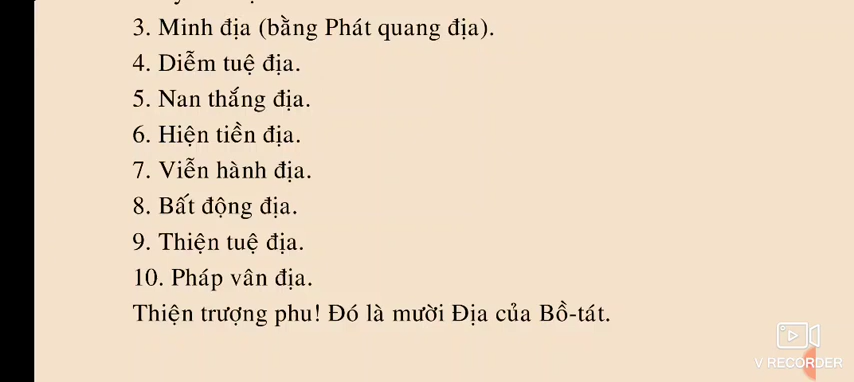 3. Minh địa (bằng Phát quang địa).
4. Diễm tuệ địa.
5. Nan thắng địa.
6. Hiện tiền địa.
7. Viễn hành địa.
8. Bất động địa.
9. Thiện tuệ địa.
10. Pháp vân địa.
Thiện trượng phu! Đó là mười Địa của Bồ-tát.
V RECORDER